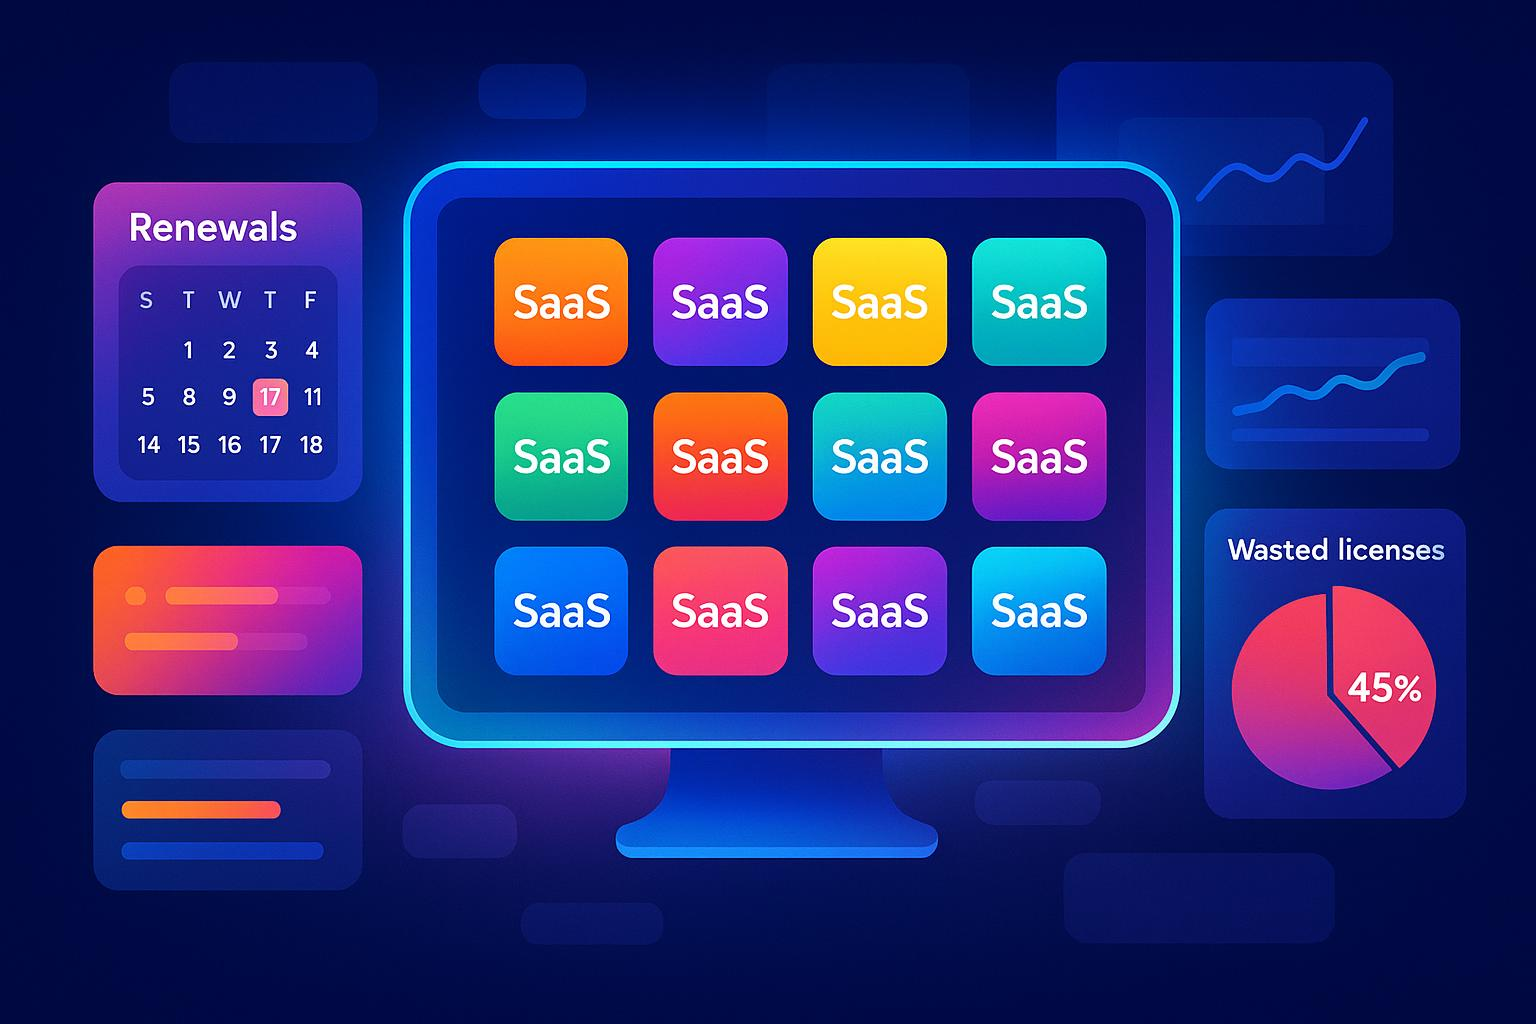 Renewals
S T W T F
1 2 3 4
5 8 9 17 11
14 15 16 17 18
SaaS SaaS SaaS SaaS
SaaS SaaS SaaS SaaS
SaaS SaaS SaaS SaaS
Wasted licenses
45%